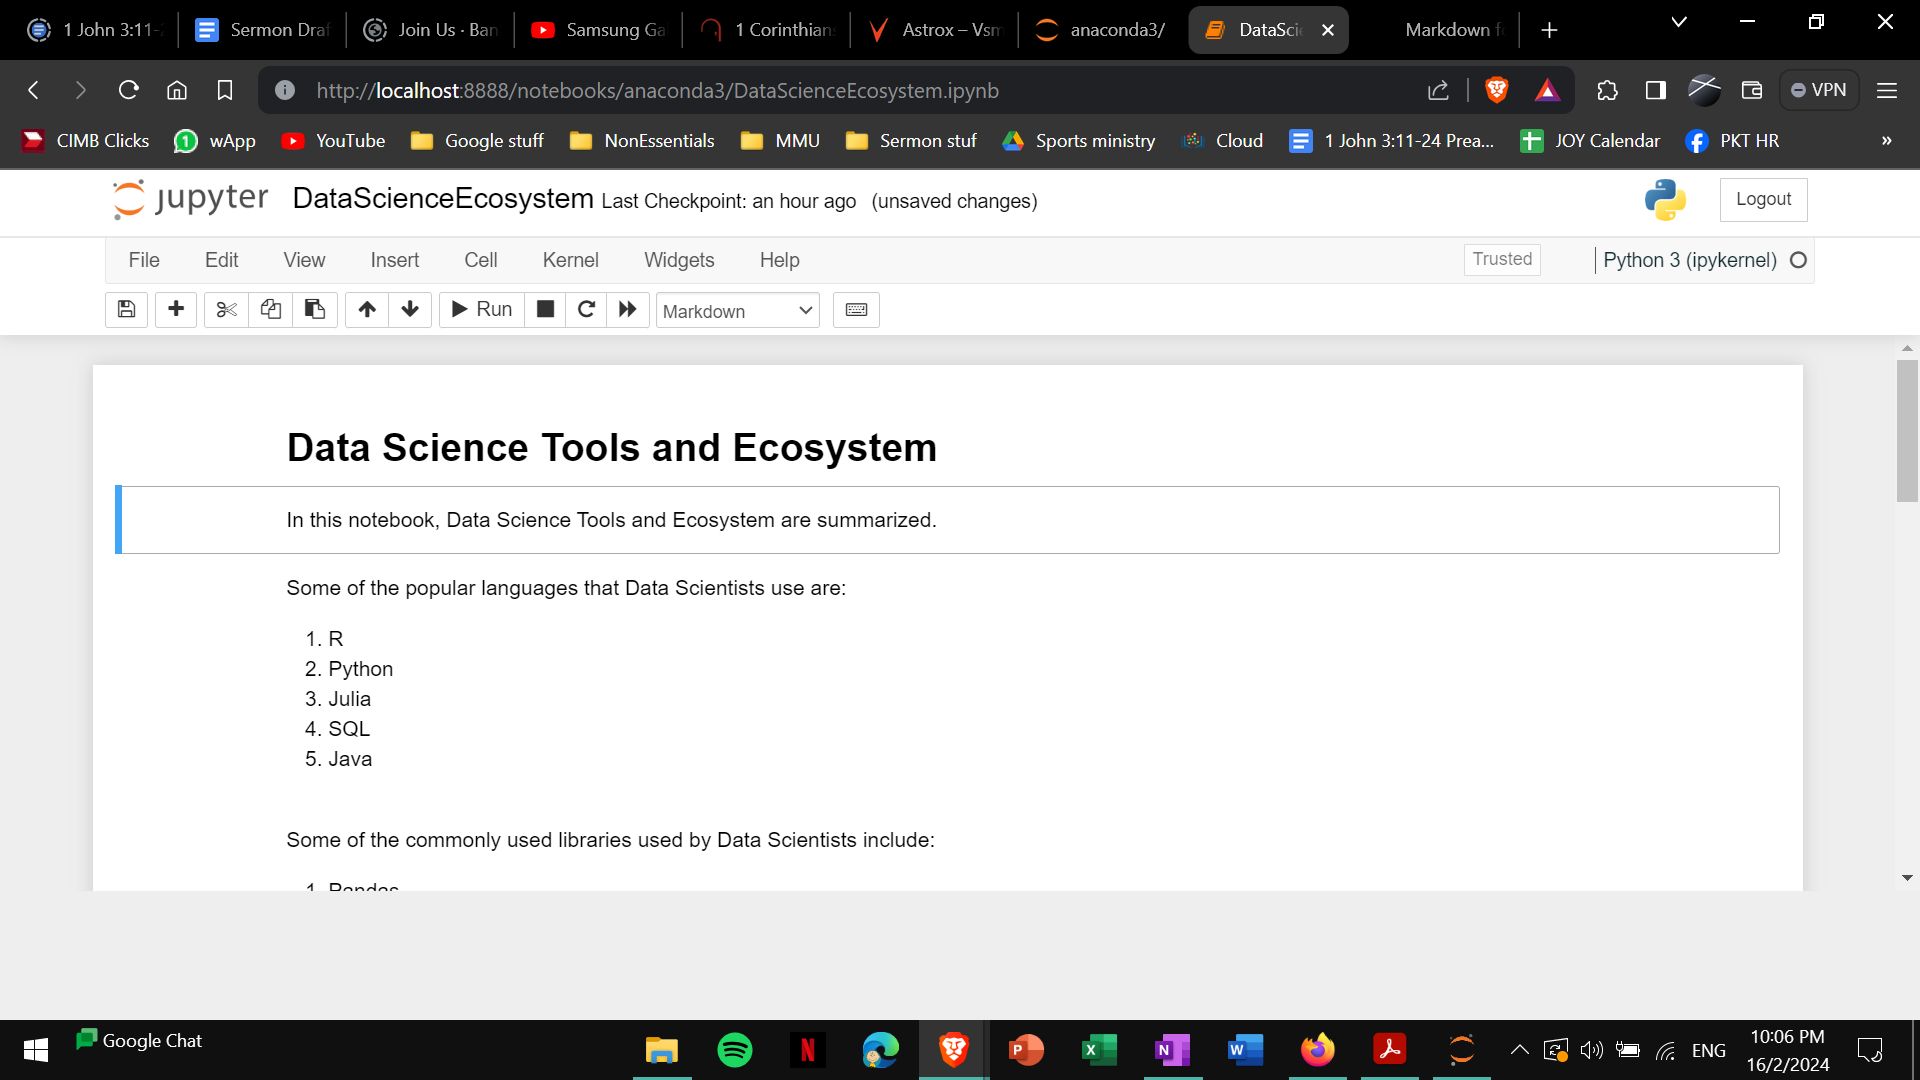 1 John 3:11-
Sermon Draf
Join Us · Ban
Samsung Ga
1 Corinthian
Astrox – Vsm
anaconda3/
DataScie
Markdown f
http://localhost:8888/notebooks/anaconda3/DataScienceEcosystem.ipynb
VPN
CIMB Clicks
wApp
YouTube
Google stuff
NonEssentials
MMU
Sermon stuf
Sports ministry
Cloud
1 John 3:11-24 Prea...
JOY Calendar
PKT HR
»
jupyter DataScienceEcosystem Last Checkpoint: an hour ago (unsaved changes)
Logout
File Edit View Insert Cell Kernel Widgets Help
Trusted
Python 3 (ipykernel)
Run
Markdown
Data Science Tools and Ecosystem
In this notebook, Data Science Tools and Ecosystem are summarized.
Some of the popular languages that Data Scientists use are:
1. R
2. Python
3. Julia
4. SQL
5. Java
Some of the commonly used libraries used by Data Scientists include:
1. Pandas
Google Chat
ENG
10:06 PM
16/2/2024